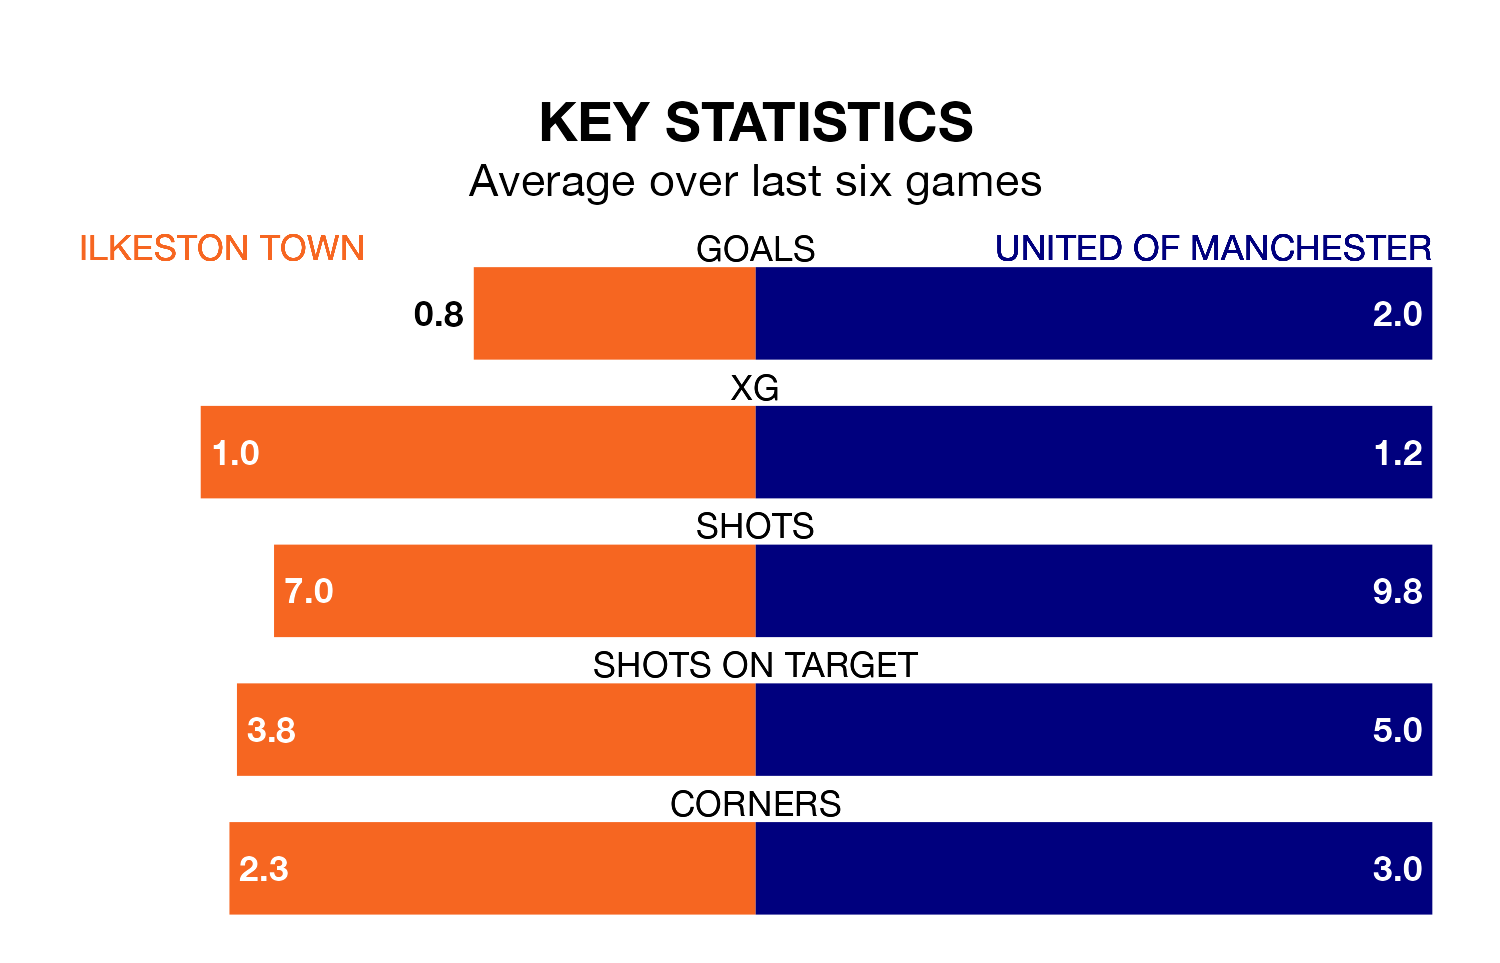 KEY STATISTICS
Average over last six games
ILKESTON TOWN GOALS UNITED OF MANCHESTER
0.8 2.0
XG
1.0 1.2
SHOTS
7.0 9.8
SHOTS ON TARGET
3.8 5.0
CORNERS
2.3 3.0